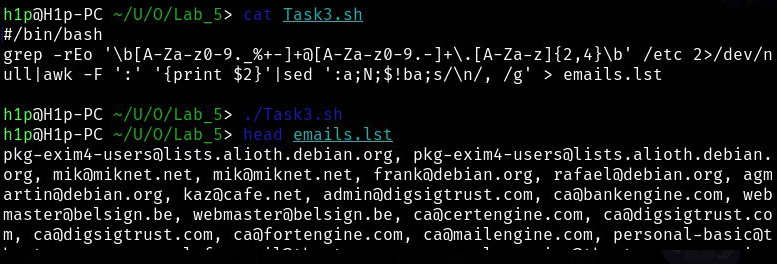 h1p@H1p-PC ~/U/O/Lab_5> cat Task3.sh
#/bin/bash
grep -rEo '\b[A-Za-z0-9._%+-]+@[A-Za-z0-9.-]+\.[A-Za-z]{2,4}\b' /etc 2>/dev/n
ull|awk -F ':' '{print $2}'|sed ':a;N;$!ba;s/\n/, /g' > emails.lst
h1p@H1p-PC ~/U/O/Lab_5> ./Task3.sh
h1p@H1p-PC ~/U/O/Lab_5> head emails.lst
pkg-exim4-users@lists.alioth.debian.org, pkg-exim4-users@lists.alioth.debian.
org, mik@miknet.net, mik@miknet.net, frank@debian.org, rafael@debian.org, agm
artin@debian.org, kaz@cafe.net, admin@digsigtrust.com, ca@bankengine.com, web
master@belsign.be, webmaster@belsign.be, ca@certengine.com, ca@digsigtrust.co
m, ca@digsigtrust.com, ca@fortengine.com, ca@mailengine.com, personal-basic@t